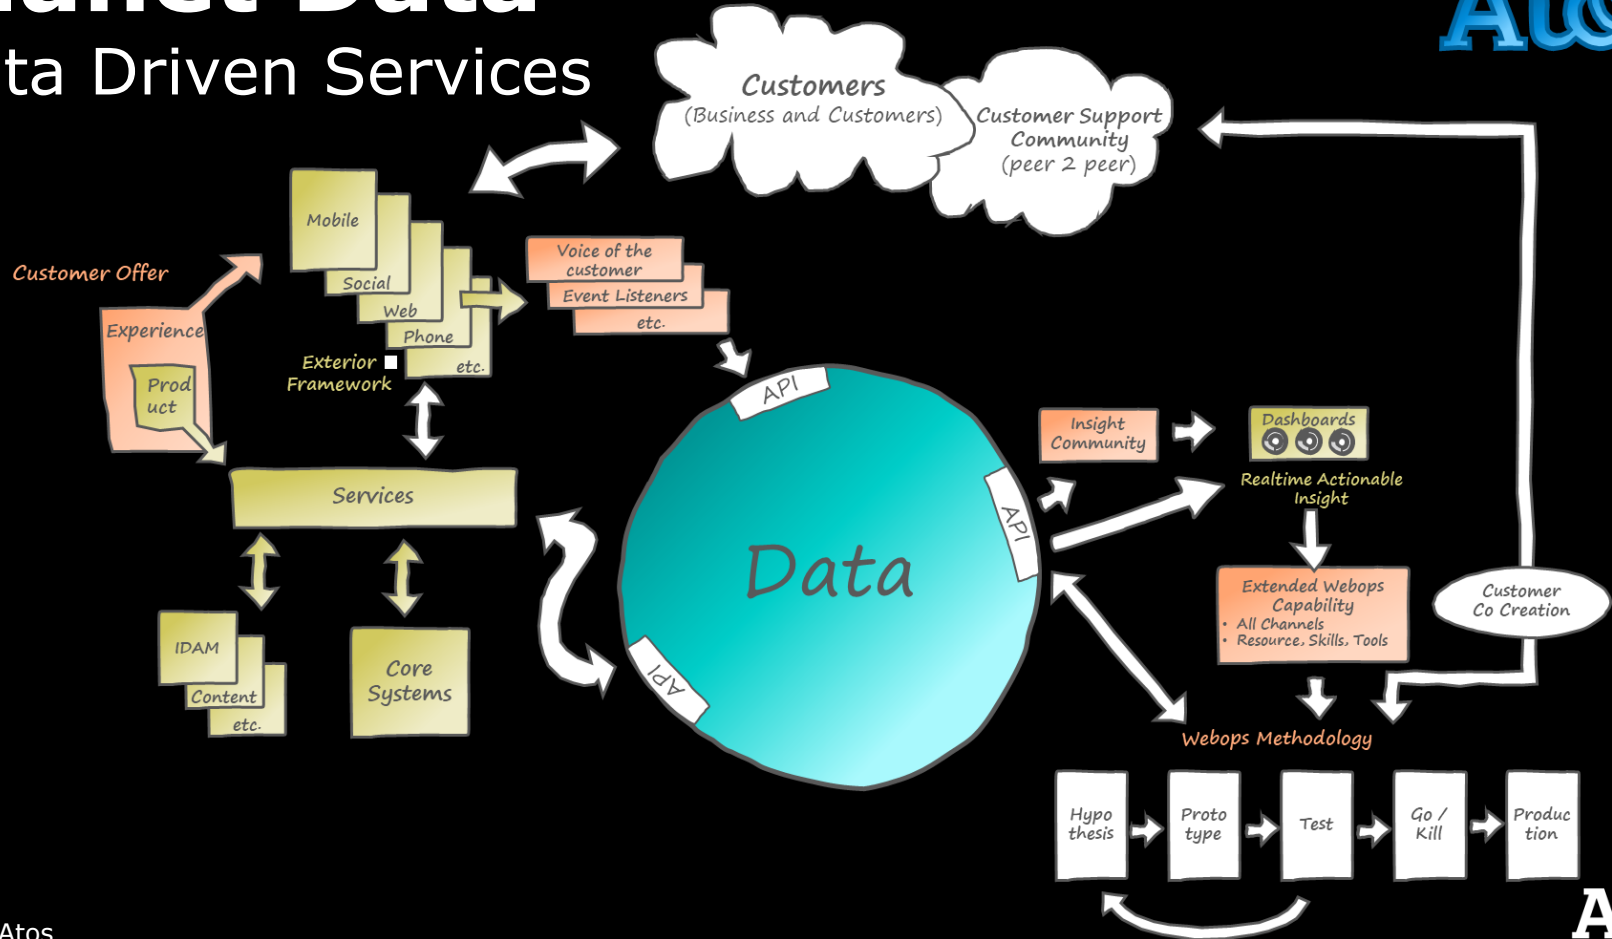 Data
ta Driven Services
Customers
(Business and Customers)
Customer Support
Community
(peer 2 peer)
Mobile
Social
Web
Phone
etc.
Exterior
Framework
Customer Offer
Experience
Prod
uct
Voice of the
customer
Event Listeners
etc.
Services
IDAM
Content
etc.
Core
Systems
API
API
API
Data
Insight
Community
Dashboards
Realtime Actionable
Insight
Extended Webops
Capability
• All Channels
• Resource, Skills, Tools
Customer
Co Creation
Webops Methodology
Hypo
thesis
Proto
type
Test
Go /
Kill
Produc
tion
Atos